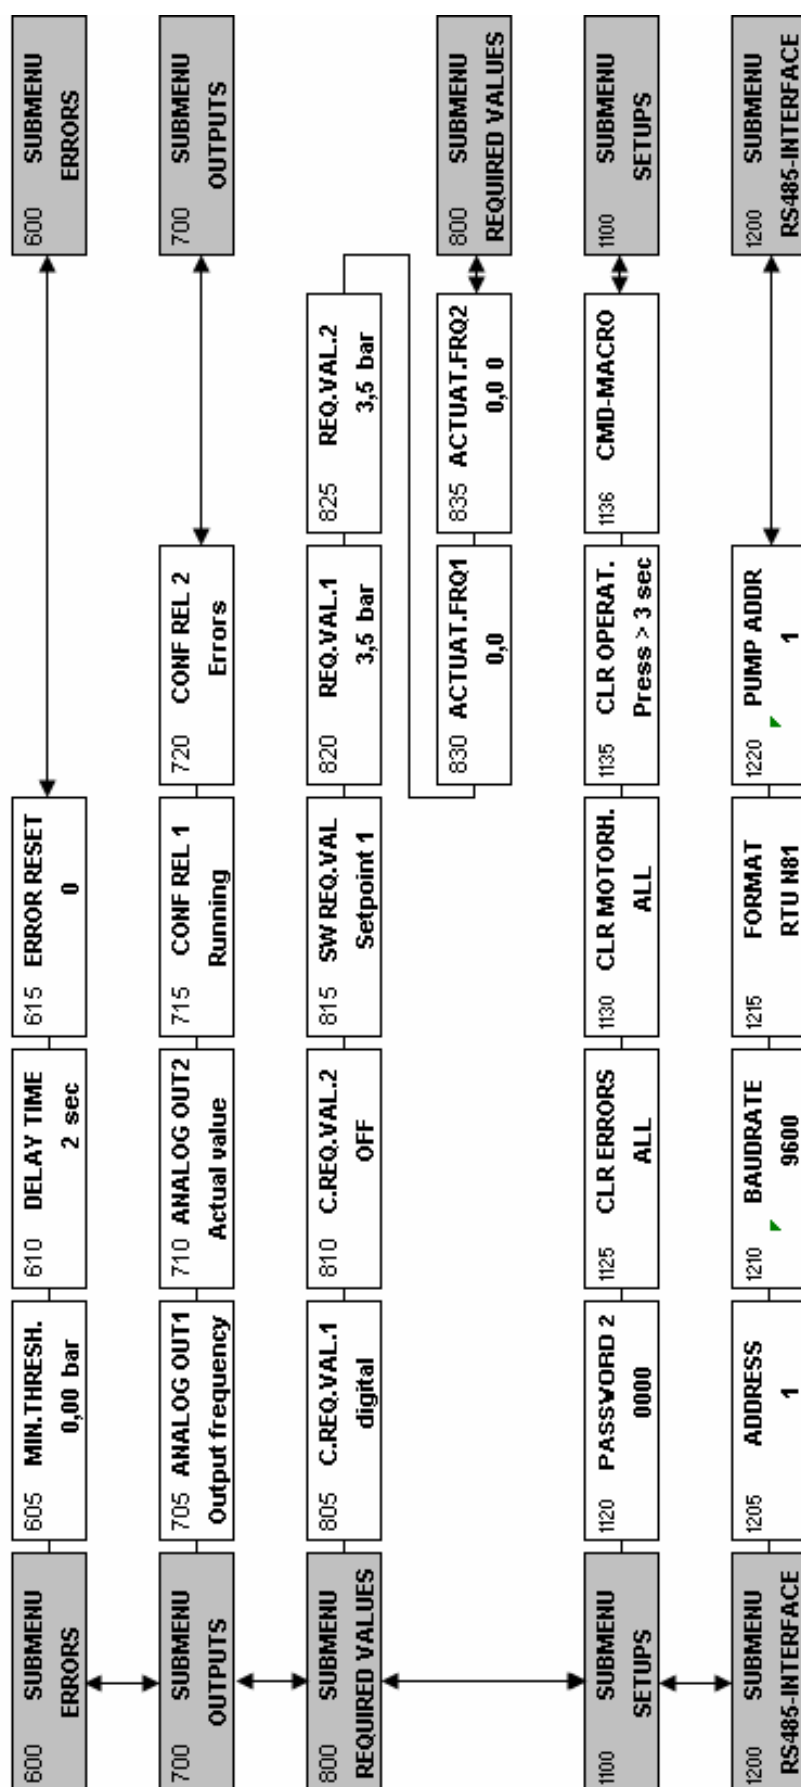 600 SUBMENU
ERRORS
605 MIN.THRESH.
0,00 bar
610 DELAY TIME
2 sec
615 ERROR RESET
0
600 SUBMENU
ERRORS
700 SUBMENU
OUTPUTS
705 ANALOG OUT1
Output frequency
710 ANALOG OUT2
Actual value
715 CONF REL 1
Running
720 CONF REL 2
Errors
700 SUBMENU
OUTPUTS
800 SUBMENU
REQUIRED VALUES
805 C.REQ.VAL.1
digital
810 C.REQ.VAL.2
OFF
815 SW REQ.VAL
Setpoint 1
820 REQ.VAL.1
3,5 bar
825 REQ.VAL.2
3,5 bar
830 ACTUAT.FRQ1
0,0
835 ACTUAT.FRQ2
0,0 0
800 SUBMENU
REQUIRED VALUES
1100 SUBMENU
SETUPS
1120 PASSWORD 2
0000
1125 CLR ERRORS
ALL
1130 CLR MOTORH.
ALL
1135 CLR OPERAT.
Press > 3 sec
1136 CMD-MACRO
1100 SUBMENU
SETUPS
1200 SUBMENU
RS485-INTERFACE
1205 ADDRESS
1
1210 BAUDRATE
9600
1215 FORMAT
RTU N81
1220 PUMP ADDR
1
1200 SUBMENU
RS485-INTERFACE